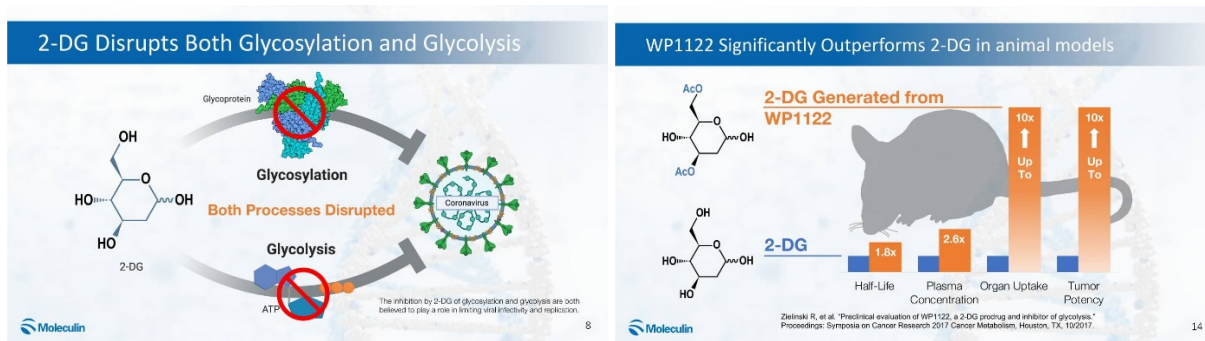 2-DG Disrupts Both Glycosylation and Glycolysis
Glycoprotein
OH
O
HO
OH
HO
2-DG
Glycosylation
Both Processes Disrupted
Glycolysis
ATP
Coronavirus
The inhibition by 2-DG of glycosylation and glycolysis are both
believed to play a role in limiting viral infectivity and replication.
Moleculin
8
WP1122 Significantly Outperforms 2-DG in animal models
AcO
O
HO
OH
AcO
2-DG Generated from
WP1122
OH
O
HO
OH
HO
2-DG
1.8x
2.6x
10x
Up
To
10x
Up
To
Half-Life
Plasma
Concentration
Organ Uptake
Tumor
Potency
Zielinski R, et al. "Preclinical evaluation of WP1122, a 2-DG prodrug and inhibitor of glycolysis."
Proceedings: Symposia on Cancer Research 2017 Cancer Metabolism, Houston, TX, 10/2017.
Moleculin
14